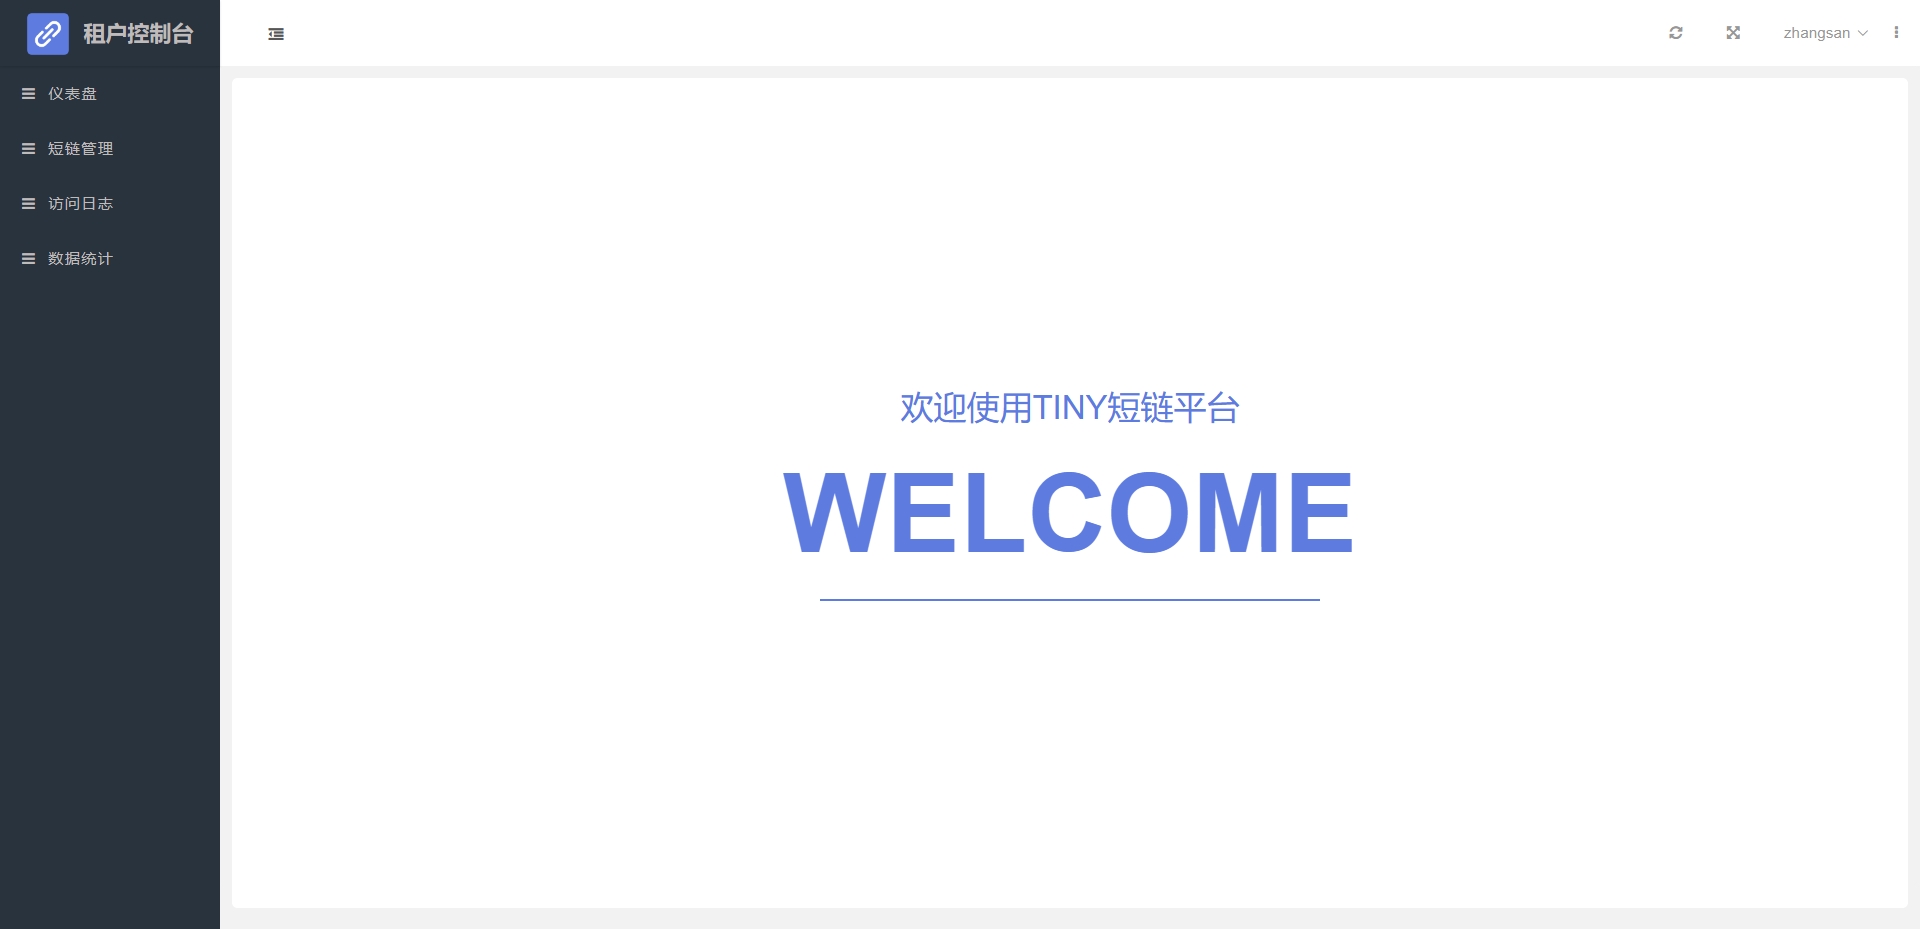 租户控制台
zhangsan
仪表盘
短链管理
访问日志
数据统计
欢迎使用TINY短链平台
WELCOME